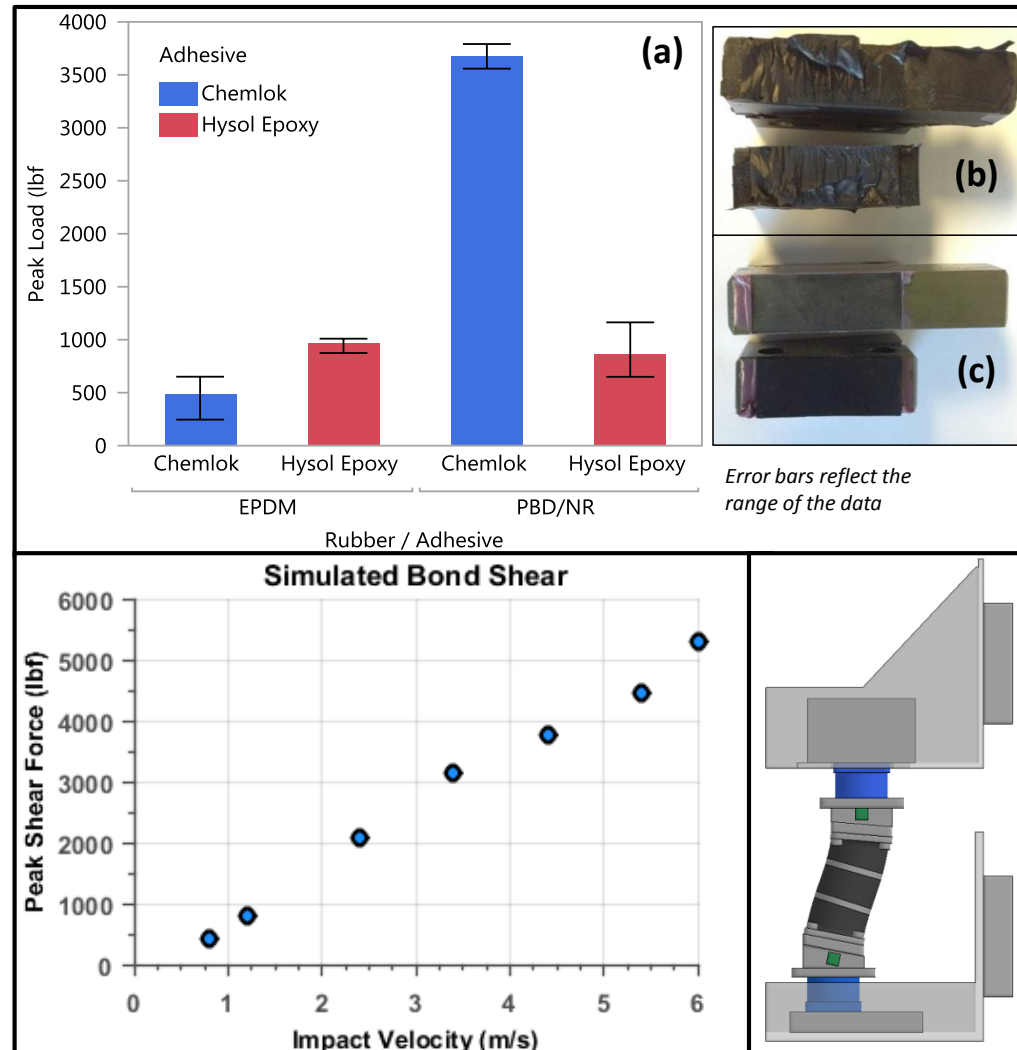 4000
3500
3000
2500
2000
1500
1000
500
0
Peak Load (lbf
Adhesive
Chemlok
Hysol Epoxy
(a)
Chemlok
Hysol Epoxy
Chemlok
Hysol Epoxy
EPDM
PBD/NR
Rubber / Adhesive
(b)
(c)
Error bars reflect the
range of the data
Simulated Bond Shear
6000
5000
4000
3000
2000
1000
0
Peak Shear Force (lbf)
0
1
2
3
4
5
6
Impact Velocity (m/s)